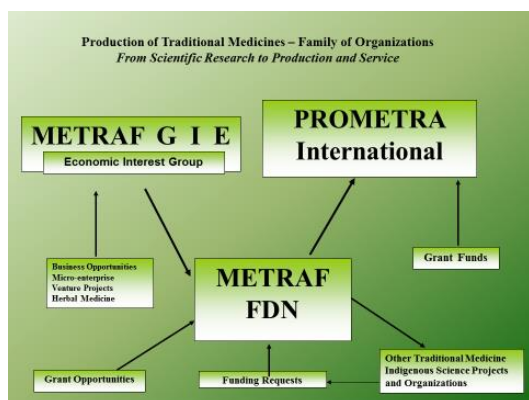 Production of Traditional Medicines – Family of Organizations
From Scientific Research to Production and Service
METRAF G I E
Economic Interest Group
PROMETRA
International
Business Opportunities
Micro-enterprise
Venture Projects
Herbal Medicine
METRAF
FDN
Grant Funds
Grant Opportunities
Funding Requests
Other Traditional Medicine
Indigenous Science Projects
and Organizations